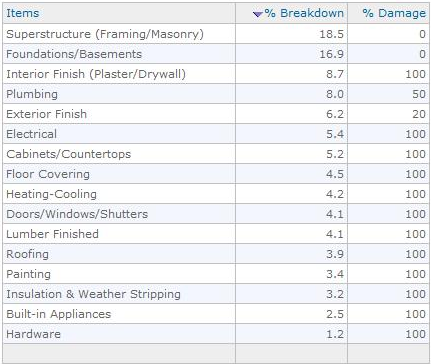 Items % Breakdown % Damage
Superstructure (Framing/Masonry) 18.5 0
Foundations/Basements 16.9 0
Interior Finish (Plaster/Drywall) 8.7 100
Plumbing 8.0 50
Exterior Finish 6.2 20
Electrical 5.4 100
Cabinets/Countertops 5.2 100
Floor Covering 4.5 100
Heating-Cooling 4.2 100
Doors/Windows/Shutters 4.1 100
Lumber Finished 4.1 100
Roofing 3.9 100
Painting 3.4 100
Insulation & Weather Stripping 3.2 100
Built-in Appliances 2.5 100
Hardware 1.2 100